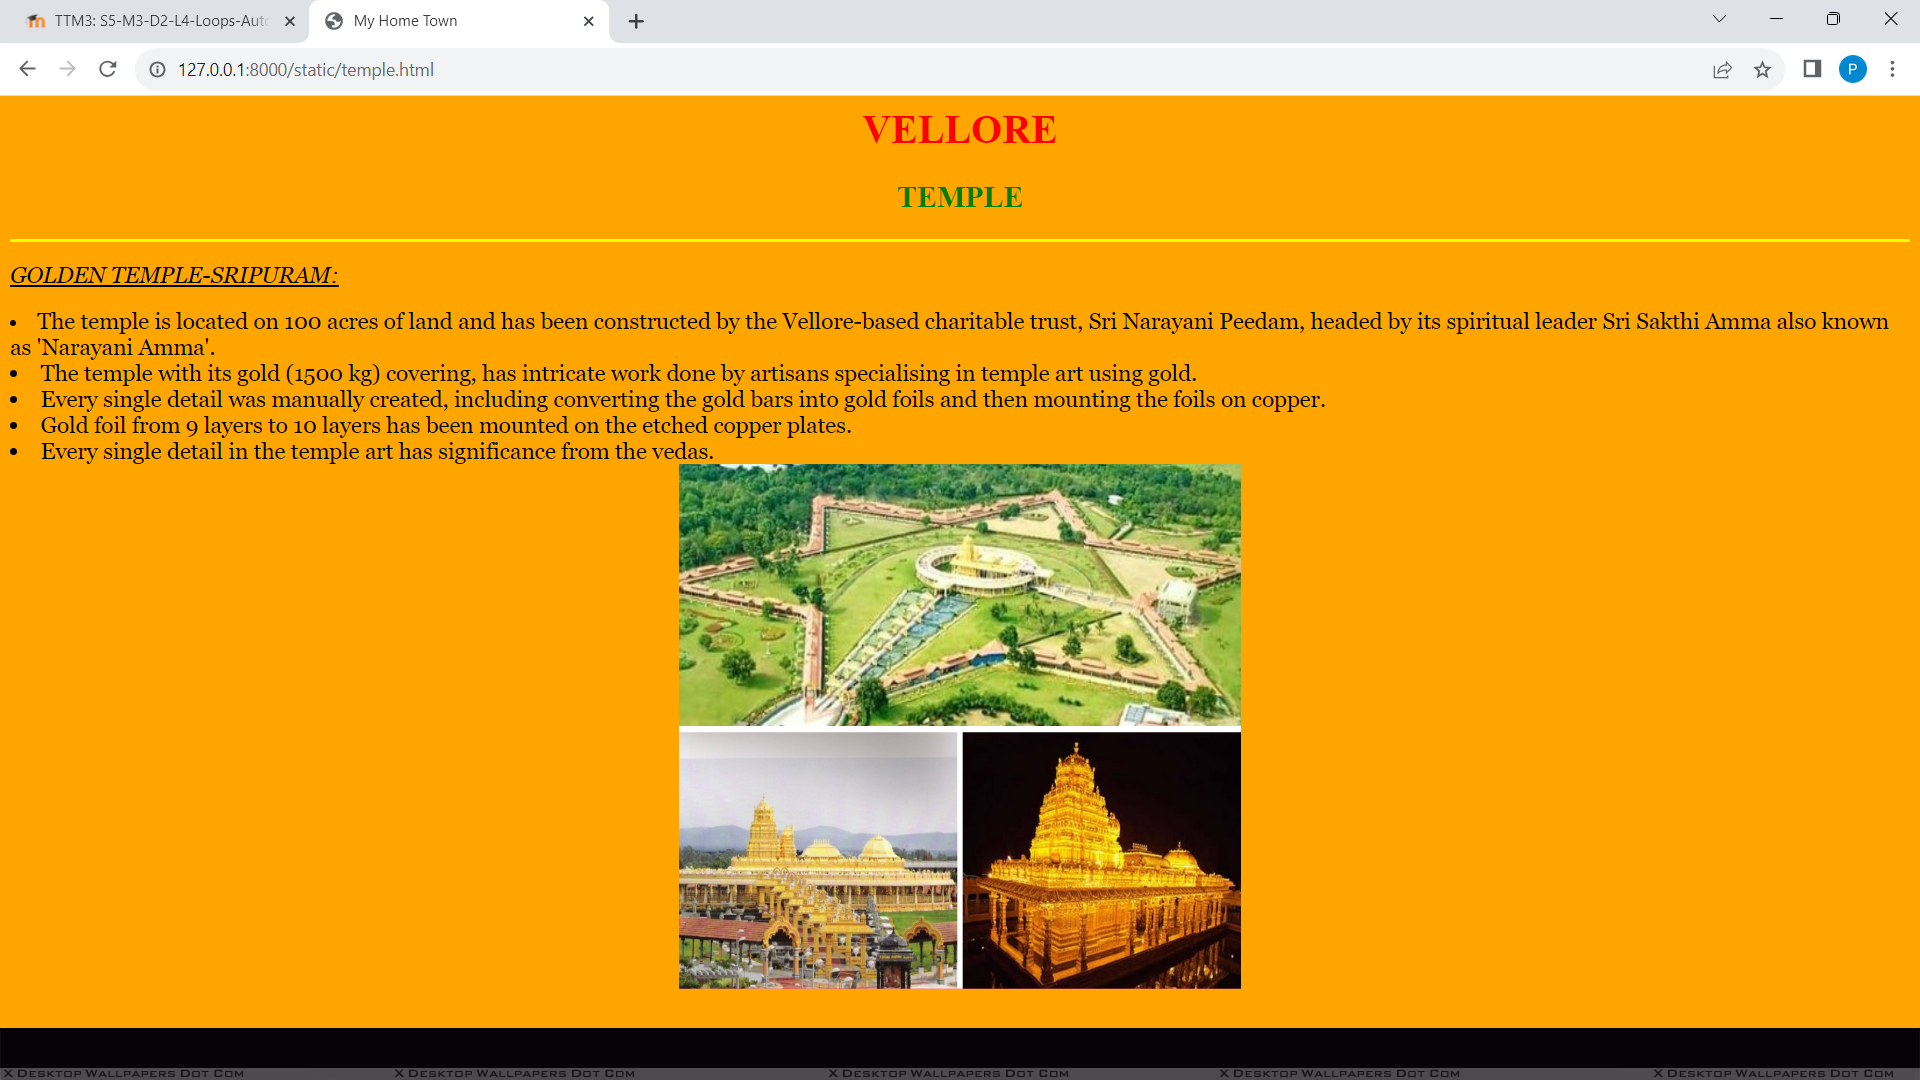 TTM3: S5-M3-D2-L4-Loops-Aut
My Home Town
127.0.0.1:8000/static/temple.html
P
VELLORE
TEMPLE
GOLDEN TEMPLE-SRIPURAM:
• The temple is located on 100 acres of land and has been constructed by the Vellore-based charitable trust, Sri Narayani Peedam, headed by its spiritual leader Sri Sakthi Amma also known
as 'Narayani Amma'.
• The temple with its gold (1500 kg) covering, has intricate work done by artisans specialising in temple art using gold.
• Every single detail was manually created, including converting the gold bars into gold foils and then mounting the foils on copper.
• Gold foil from 9 layers to 10 layers has been mounted on the etched copper plates.
• Every single detail in the temple art has significance from the vedas.
X Desktop Wallpapers Dot Com X Desktop Wallpapers Dot Com X Desktop Wallpapers Dot Com X Desktop Wallpapers Dot Com X Desktop Wallpapers Dot Com